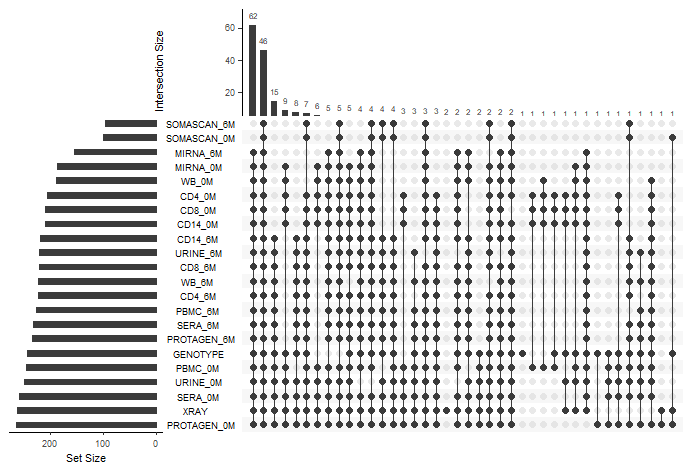 Intersection Size
60
40
20
62 46 15 9 8 7 6 5 5 5 4 4 4 4 3 3 3 3 2 2 2 2 2 2 2 1 1 1 1 1 1 1 1 1 1 1 1 1 1 1
SOMASCAN_6M
SOMASCAN_0M
MIRNA_6M
MIRNA_0M
WB_0M
CD4_0M
CD8_0M
CD14_0M
CD14_6M
URINE_6M
CD8_6M
WB_6M
CD4_6M
PBMC_6M
SERA_6M
PROTAGEN_6M
GENOTYPE
PBMC_0M
URINE_0M
SERA_0M
XRAY
PROTAGEN_0M
200 100 0
Set Size